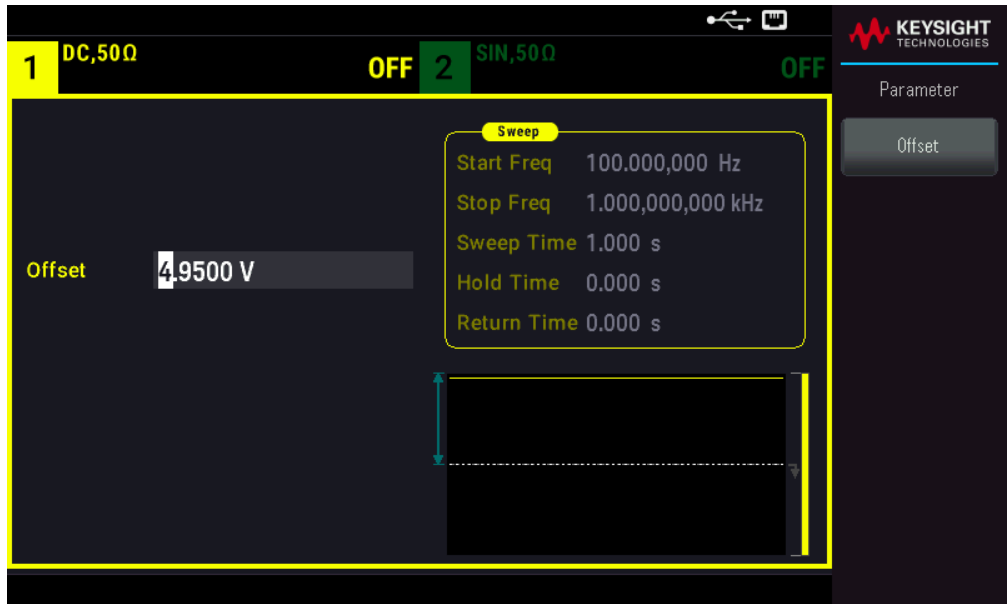 1 DC,50Ω OFF 2 SIN,50Ω OFF
KEYSIGHT
TECHNOLOGIES
Parameter
Offset
Sweep
Start Freq 100.000,000 Hz
Stop Freq 1.000,000,000 kHz
Sweep Time 1.000 s
Offset 4.9500 V
Hold Time 0.000 s
Return Time 0.000 s